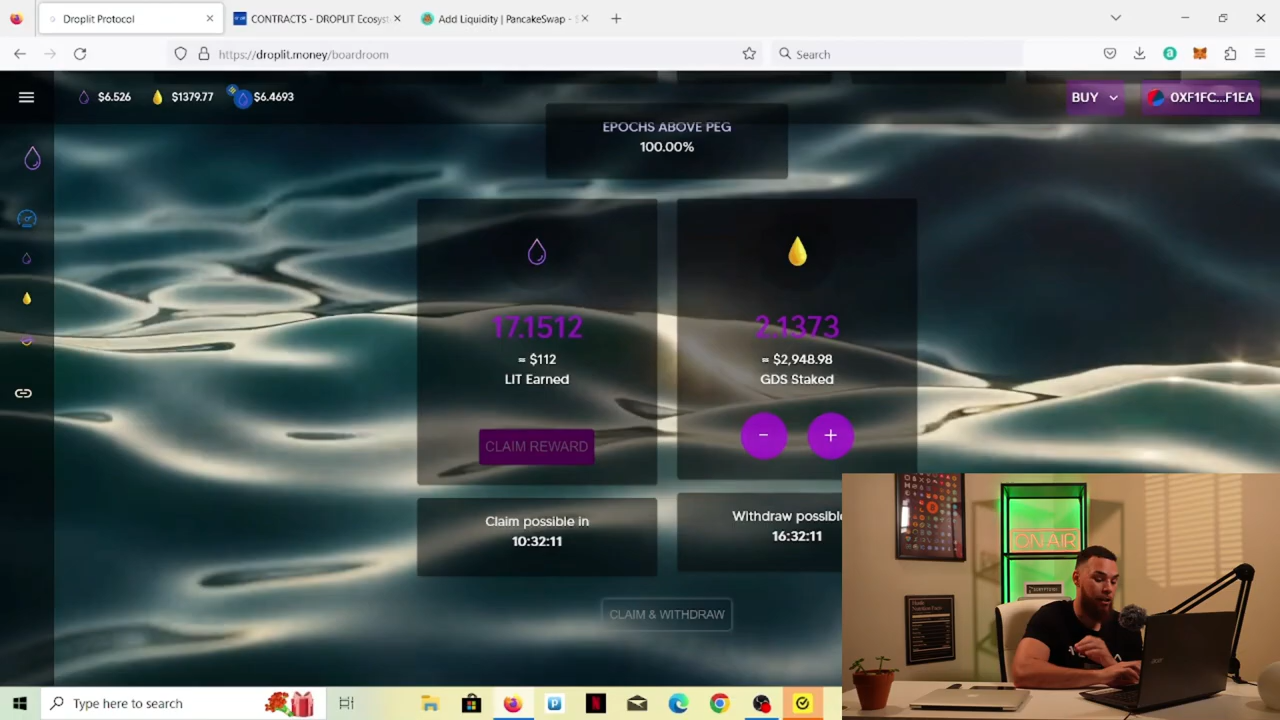 Droplit Protocol
CONTRACTS - DROPLIT Ecosyst
Add Liquidity | PancakeSwap - $
https://droplit.money/boardroom
Search
$6.526
$1379.77
$6.4693
BUY
0XF1FC...F1EA
EPOCHS ABOVE PEG
100.00%
17.1512
= $112
LIT Earned
CLAIM REWARD
2.1373
= $2,948.98
GDS Staked
Claim possible in
10:32:11
Withdraw possible
16:32:11
CLAIM & WITHDRAW
ON AIR
Type here to search